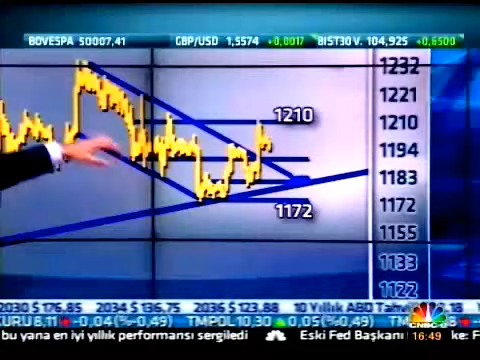 BOVESPA 50007,41 GBP/USD 1,5574 +0,0017 BIST30 V. 104,925 +0,6500
1232
1221
1210
1210
1194
1183
1172
1172
1155
1133
1122
2030 $ 176.85 2034 $ 136.75 2036 $ 123.88 10 Yıllık ABD
KURU 8,11 -0,04 (%-0,49) TMPOL 10,30 0,05 (%0,49) TMPOL
bu yana en iyi yıllık performansı sergiledi Eski Fed Başkanı
CNBC-e
16:49